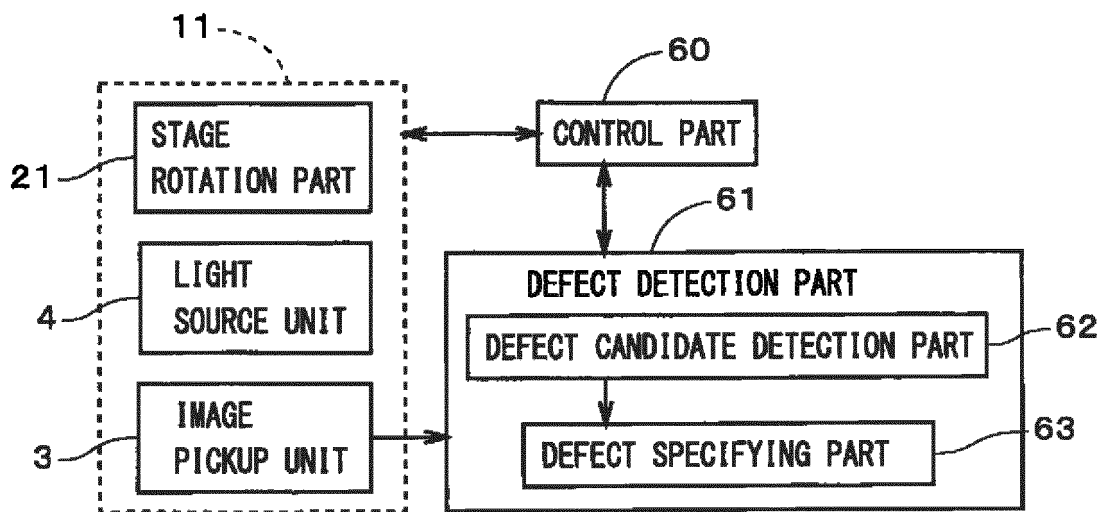 11
60
STAGE
ROTATION PART
CONTROL PART
21
61
LIGHT
SOURCE UNIT
4
DEFECT DETECTION PART
DEFECT CANDIDATE DETECTION PART
62
IMAGE
PICKUP UNIT
3
DEFECT SPECIFYING PART
63